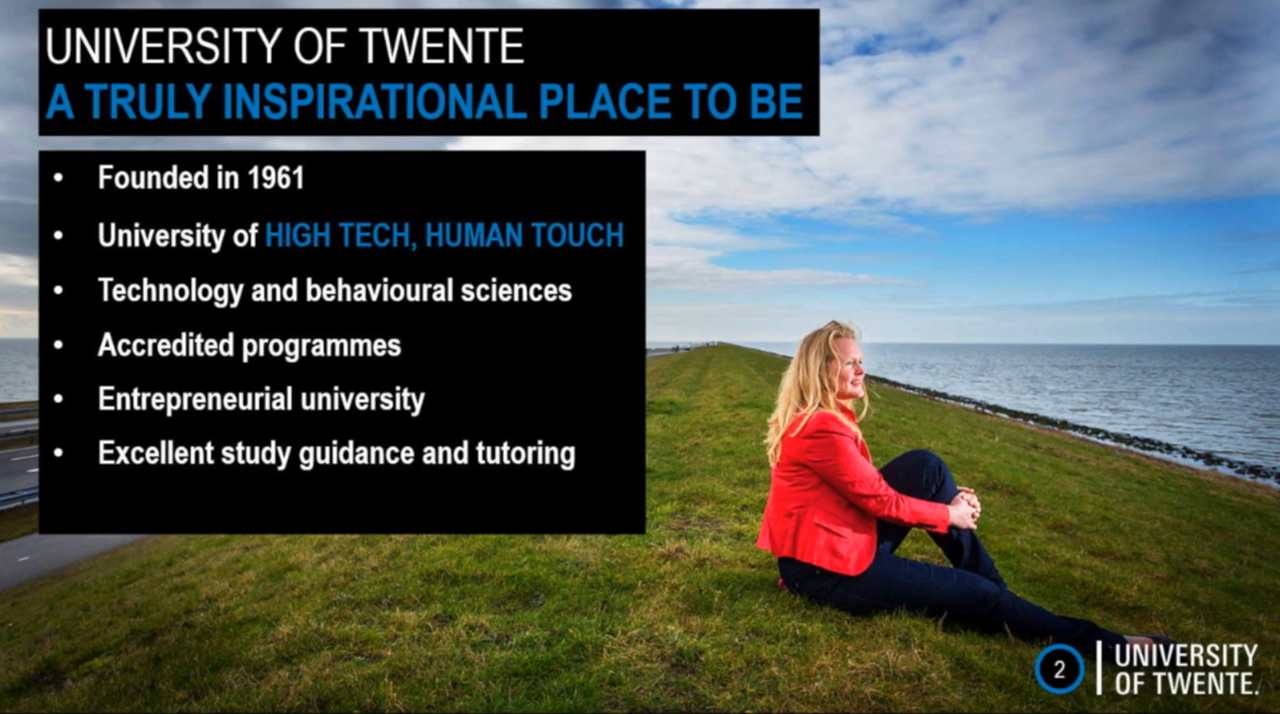 UNIVERSITY OF TWENTE
A TRULY INSPIRATIONAL PLACE TO BE
• Founded in 1961
• University of HIGH TECH, HUMAN TOUCH
• Technology and behavioural sciences
• Accredited programmes
• Entrepreneurial university
• Excellent study guidance and tutoring
2
UNIVERSITY
OF TWENTE.